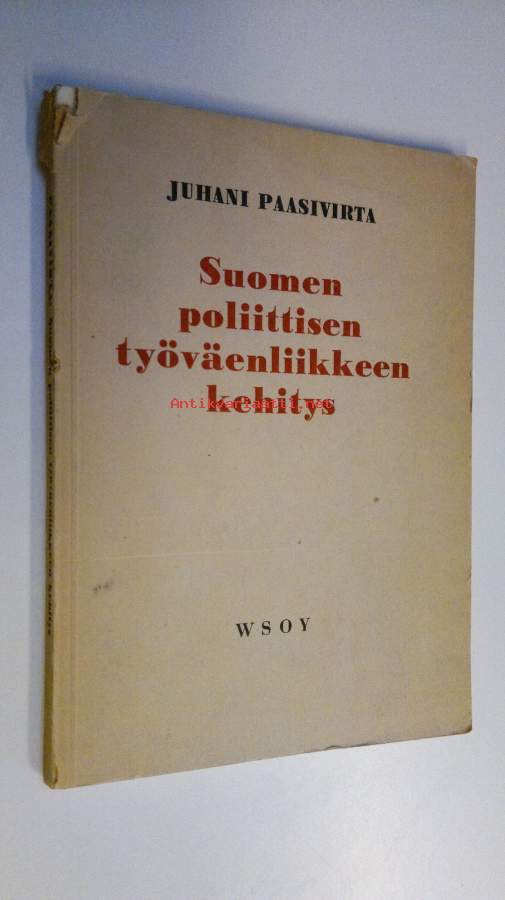 JUHANI PAASIVIRTA
Suomen
poliittisen
työväenliikkeen
kehitys
Antikvariaatti.net
WSOY